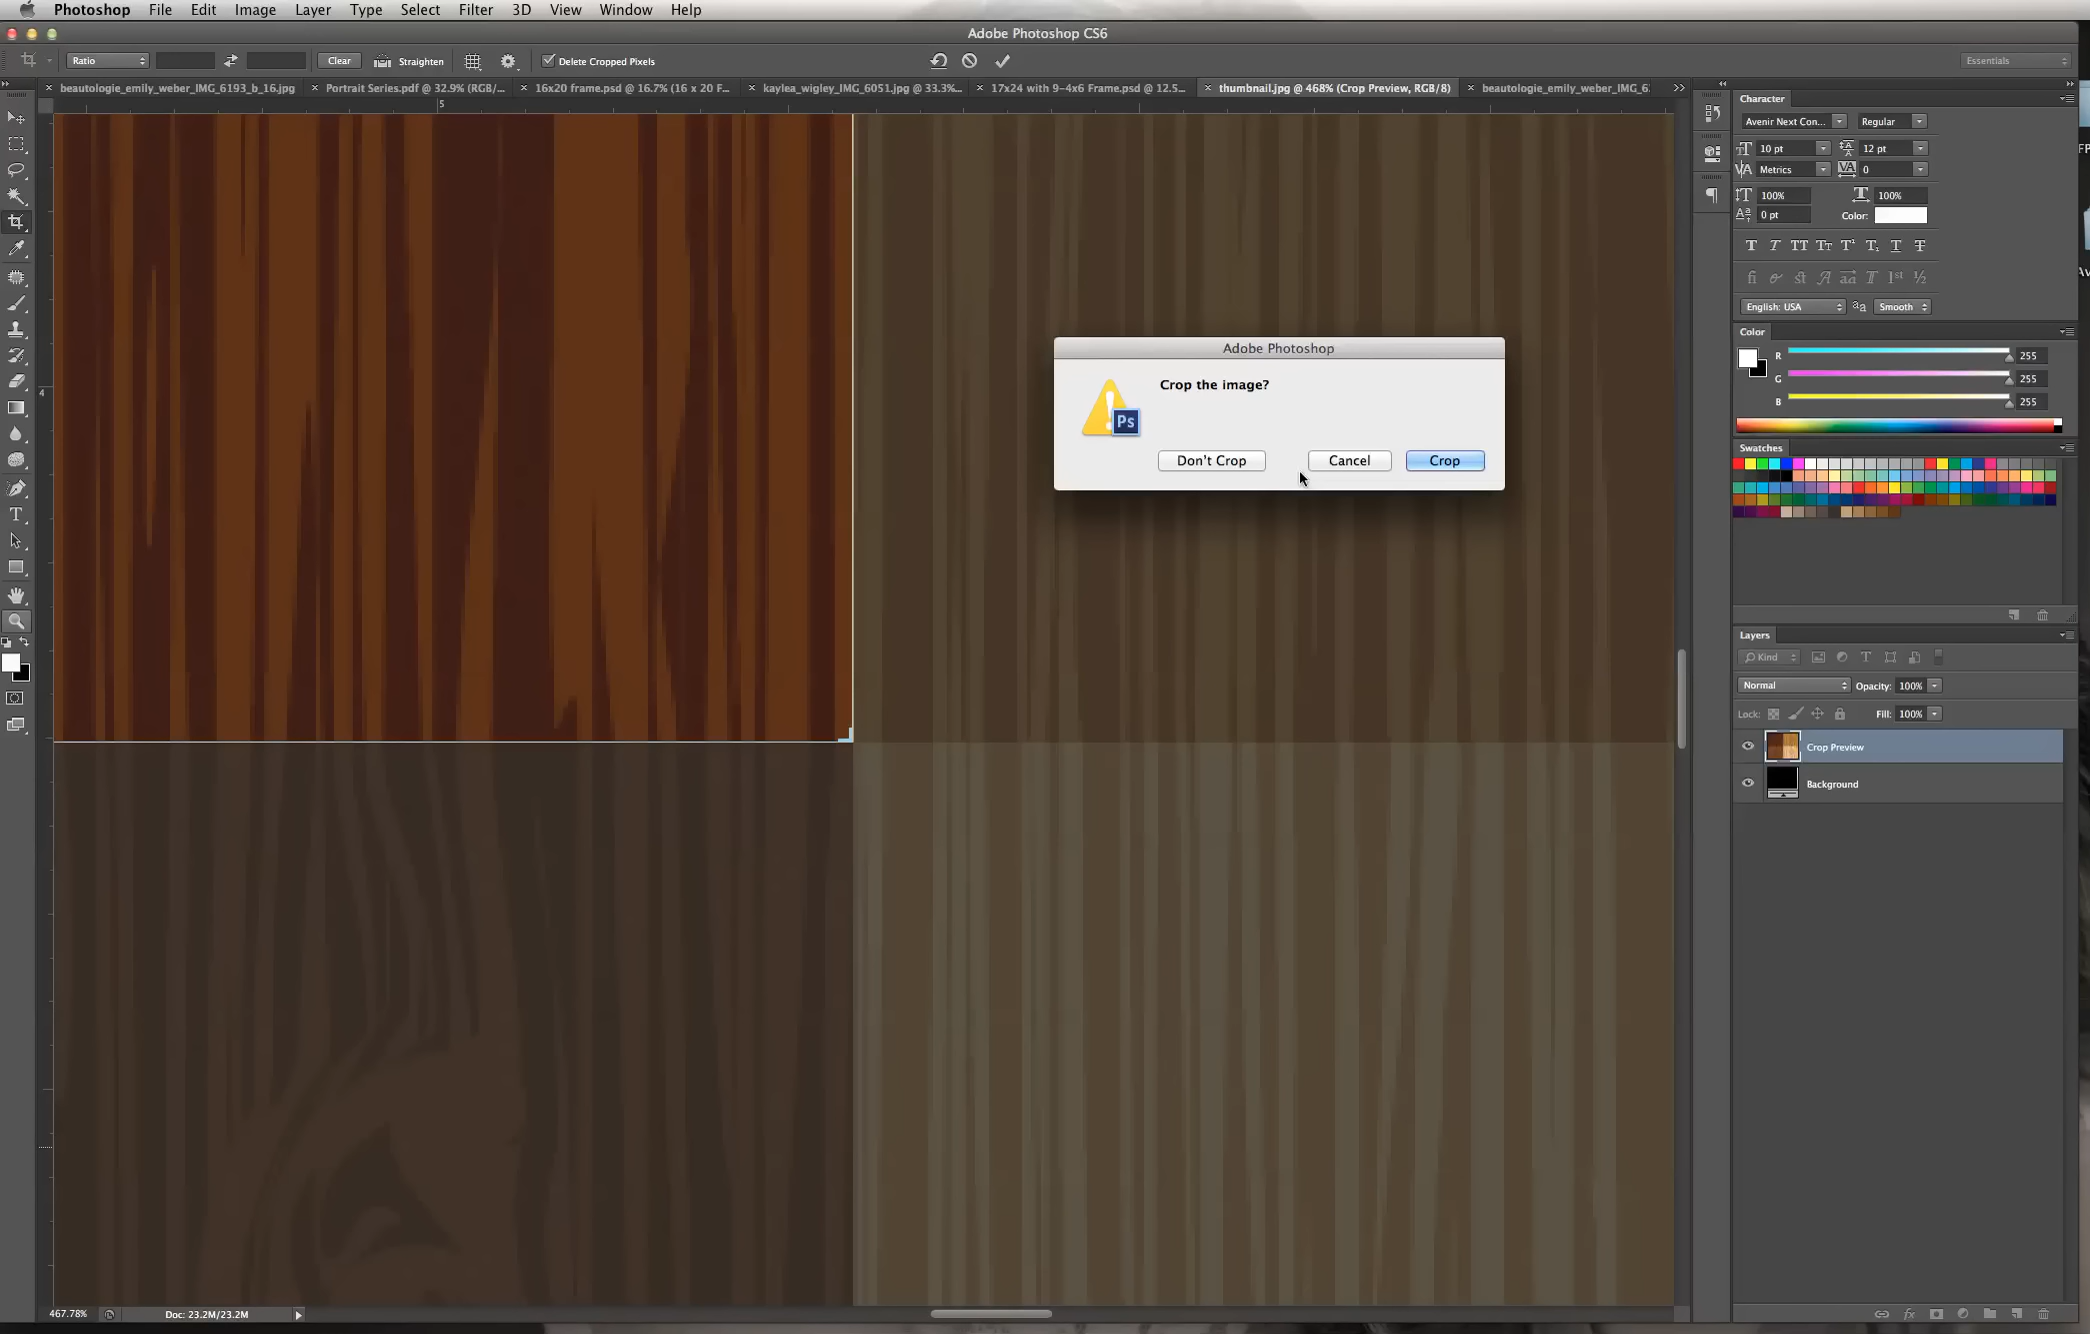 Photoshop File Edit Image Layer Type Select Filter 3D View Window Help
Adobe Photoshop CS6
Ratio Clear Straighten Delete Cropped Pixels Essentials
beautologie_emily_weber_IMG_6193_b_16.jpg Portrait Series.pdf @ 32.9% (RGB/... 16x20 frame.psd @ 16.7% (16 x 20 F... kaylea_wigley_IMG_6051.jpg @ 33.3%... 17x24 with 9-4x6 Frame.psd @ 12.5... thumbnail.jpg @ 468% (Crop Preview, RGB/8) beautologie_emily_weber_IMG_6
5
4
Adobe Photoshop
Crop the image?
Ps
Don't Crop Cancel Crop
Character
Avenir Next Con... Regular
10 pt 12 pt
Metrics 0
100% 100%
0 pt Color:
English: USA Smooth
Color
R 255
G 255
B 255
Swatches
Layers
Kind
Normal Opacity: 100%
Lock: Fill: 100%
Crop Preview
Background
467.78% Doc: 23.2M/23.2M